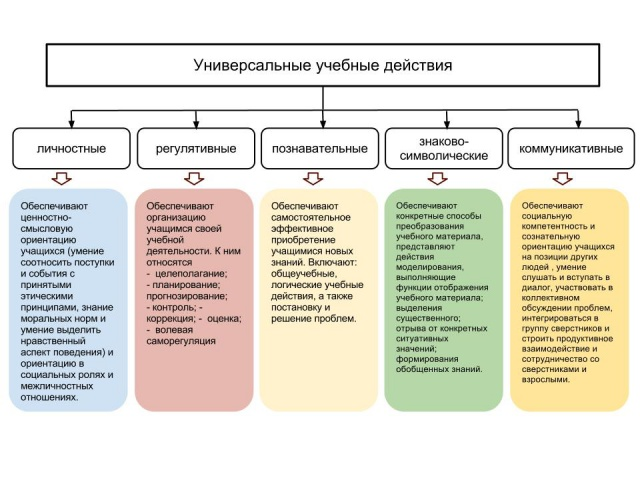 Универсальные учебные действия
личностные
регулятивные
познавательные
знаково-
символические
коммуникативные
Обеспечивают
ценностно-
смысловую
ориентацию
учащихся (умение
соотносить поступки
и события с
принятыми
этическими
принципами, знание
моральных норм и
умение выделить
нравственный
аспект поведения) и
ориентацию в
социальных ролях и
межличностных
отношениях.
Обеспечивают
организацию
учащимся своей
учебной
деятельности. К ним
относятся
- целеполагание;
- планирование;
прогнозирование;
- контроль; -
коррекция; - оценка;
- волевая
саморегуляция
Обеспечивают
самостоятельное
эффективное
приобретение
учащимися новых
знаний. Включают:
общеучебные,
логические учебные
действия, а также
постановку и
решение проблем.
Обеспечивают
конкретные способы
преобразования
учебного материала,
представляют
действия
моделирования,
выполняющие
функции отображения
учебного материала;
выделения
существенного;
отрыва от конкретных
ситуативных
значений;
формирования
обобщенных знаний.
Обеспечивают
социальную
компетентность и
сознательную
ориентацию учащихся
на позиции других
людей , умение
слушать и вступать в
диалог, участвовать в
коллективном
обсуждении проблем,
интегрироваться в
группу сверстников и
строить продуктивное
взаимодействие и
сотрудничество со
сверстниками и
взрослыми.